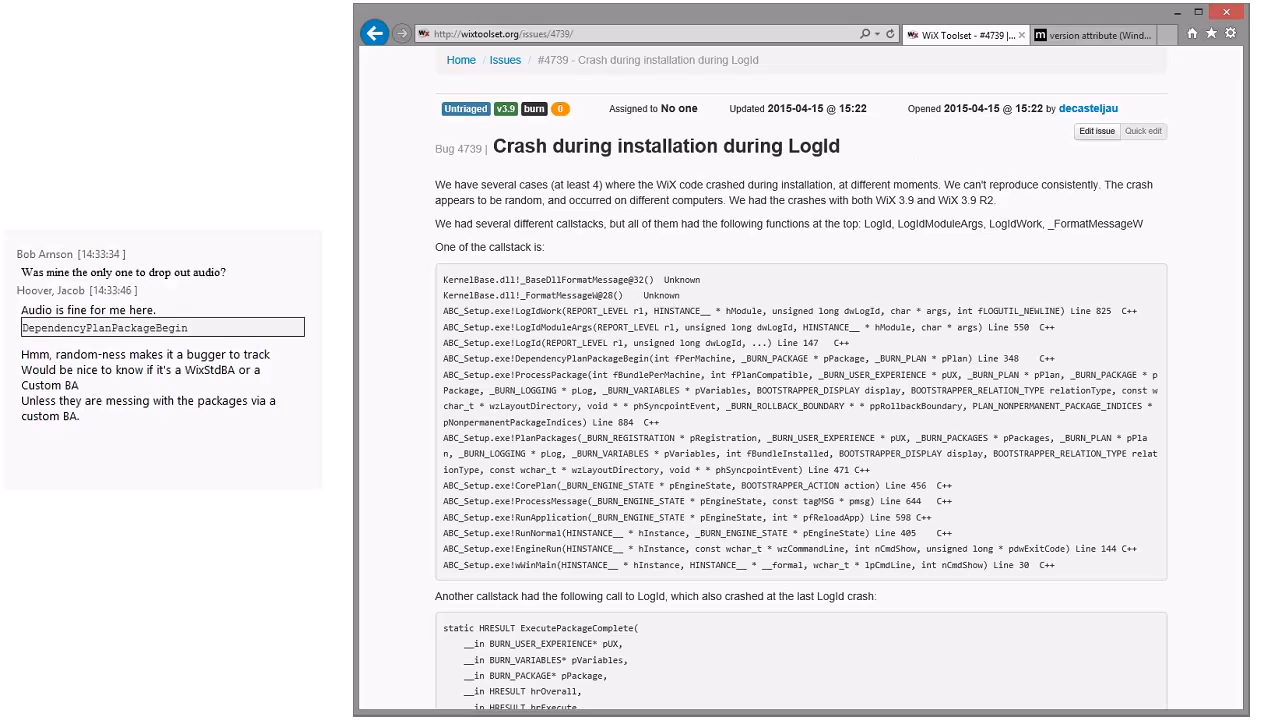 Bob Arnson [14:33:34 ]
Was mine the only one to drop out audio?
Hoover, Jacob [14:33:46 ]
Audio is fine for me here.
DependencyPlanPackageBegin
Hmm, random-ness makes it a bugger to track
Would be nice to know if it's a WixStdBA or a
Custom BA
Unless they are messing with the packages via a
custom BA.
http://wixtoolset.org/issues/4739/
WiX Toolset - #4739 |...
version attribute (Wind...
Home / Issues / #4739 - Crash during installation during LogId
Untriaged v3.9 burn 0 Assigned to No one Updated 2015-04-15 @ 15:22 Opened 2015-04-15 @ 15:22 by decasteljau
Edit issue Quick edit
Bug 4739 | Crash during installation during LogId
We have several cases (at least 4) where the WiX code crashed during installation, at different moments. We can't reproduce consistently. The crash
appears to be random, and occurred on different computers. We had the crashes with both WiX 3.9 and WiX 3.9 R2.
We had several different callstacks, but all of them had the following functions at the top: LogId, LogIdModuleArgs, LogIdWork, _FormatMessageW
One of the callstack is:
KernelBase.dll!_BaseDllFormatMessage@32() Unknown
KernelBase.dll!_FormatMessageW@28() Unknown
ABC_Setup.exe!LogIdWork(REPORT_LEVEL rl, HINSTANCE__ * hModule, unsigned long dwLogId, char * args, int fLOGUTIL_NEWLINE) Line 825 C++
ABC_Setup.exe!LogIdModuleArgs(REPORT_LEVEL rl, unsigned long dwLogId, HINSTANCE__ * hModule, char * args) Line 550 C++
ABC_Setup.exe!LogId(REPORT_LEVEL rl, unsigned long dwLogId, ...) Line 147 C++
ABC_Setup.exe!DependencyPlanPackageBegin(int fPerMachine, _BURN_PACKAGE * pPackage, _BURN_PLAN * pPlan) Line 348 C++
ABC_Setup.exe!ProcessPackage(int fBundlePerMachine, int fPlanCompatible, _BURN_USER_EXPERIENCE * pUX, _BURN_PLAN * pPlan, _BURN_PACKAGE * p
Package, _BURN_LOGGING * pLog, _BURN_VARIABLES * pVariables, BOOTSTRAPPER_DISPLAY display, BOOTSTRAPPER_RELATION_TYPE relationType, const w
char_t * wzLayoutDirectory, void * * phSyncpointEvent, _BURN_ROLLBACK_BOUNDARY * * ppRollbackBoundary, PLAN_NONPERMANENT_PACKAGE_INDICES *
pNonpermanentPackageIndices) Line 884 C++
ABC_Setup.exe!PlanPackages(_BURN_REGISTRATION * pRegistration, _BURN_USER_EXPERIENCE * pUX, _BURN_PACKAGES * pPackages, _BURN_PLAN * pPla
n, _BURN_LOGGING * pLog, _BURN_VARIABLES * pVariables, int fBundleInstalled, BOOTSTRAPPER_DISPLAY display, BOOTSTRAPPER_RELATION_TYPE relat
ionType, const wchar_t * wzLayoutDirectory, void * * phSyncpointEvent) Line 471 C++
ABC_Setup.exe!CorePlan(_BURN_ENGINE_STATE * pEngineState, BOOTSTRAPPER_ACTION action) Line 456 C++
ABC_Setup.exe!ProcessMessage(_BURN_ENGINE_STATE * pEngineState, const tagMSG * pmsg) Line 644 C++
ABC_Setup.exe!RunApplication(_BURN_ENGINE_STATE * pEngineState, int * pfReloadApp) Line 598 C++
ABC_Setup.exe!RunNormal(HINSTANCE__ * hInstance, _BURN_ENGINE_STATE * pEngineState) Line 405 C++
ABC_Setup.exe!EngineRun(HINSTANCE__ * hInstance, const wchar_t * wzCommandLine, int nCmdShow, unsigned long * pdwExitCode) Line 144 C++
ABC_Setup.exe!wWinMain(HINSTANCE__ * hInstance, HINSTANCE__ * __formal, wchar_t * lpCmdLine, int nCmdShow) Line 30 C++
Another callstack had the following call to LogId, which also crashed at the last LogId crash:
static HRESULT ExecutePackageComplete(
__in BURN_USER_EXPERIENCE* pUX,
__in BURN_VARIABLES* pVariables,
__in BURN_PACKAGE* pPackage,
__in HRESULT hrOverall,
__in HRESULT hrExecute